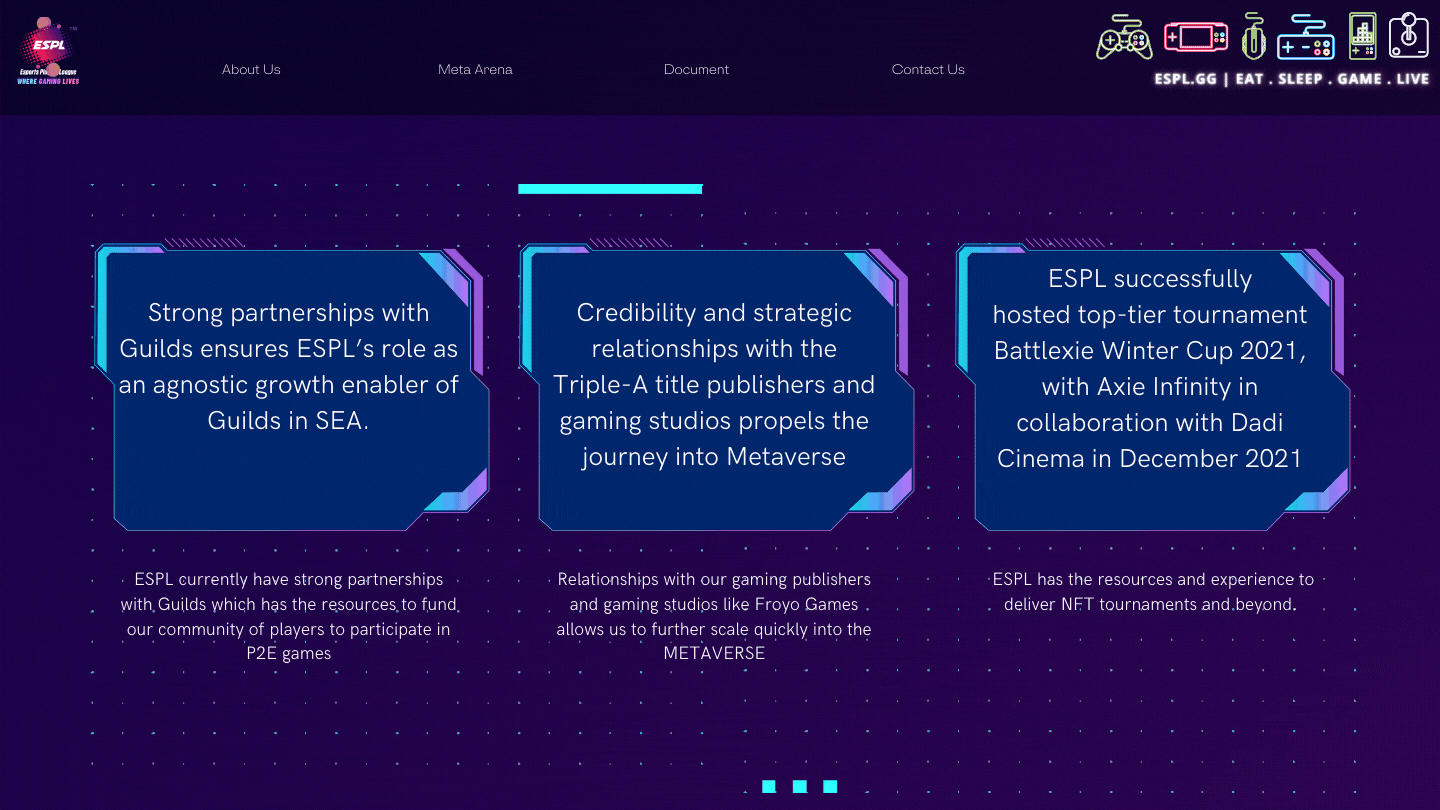 ESPL
TM
Esports Pl League
WHERE GAMING LIVES
About Us
Meta Arena
Document
Contact Us
ESPL.GG | EAT . SLEEP . GAME . LIVE
Strong partnerships with
Guilds ensures ESPL’s role as
an agnostic growth enabler of
Guilds in SEA.
Credibility and strategic
relationships with the
Triple-A title publishers and
gaming studios propels the
journey into Metaverse
ESPL successfully
hosted top-tier tournament
Battlexie Winter Cup 2021,
with Axie Infinity in
collaboration with Dadi
Cinema in December 2021
ESPL currently have strong partnerships
with Guilds which has the resources to fund
our community of players to participate in
P2E games
Relationships with our gaming publishers
and gaming studios like Froyo Games
allows us to further scale quickly into the
METAVERSE
ESPL has the resources and experience to
deliver NFT tournaments and beyond.